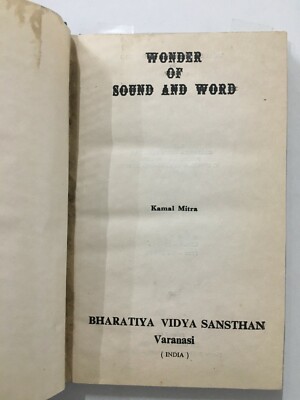 WONDER
OF
SOUND AND WORD
Kamal Mitra
BHARATIYA VIDYA SANSTHAN
Varanasi
( INDIA )